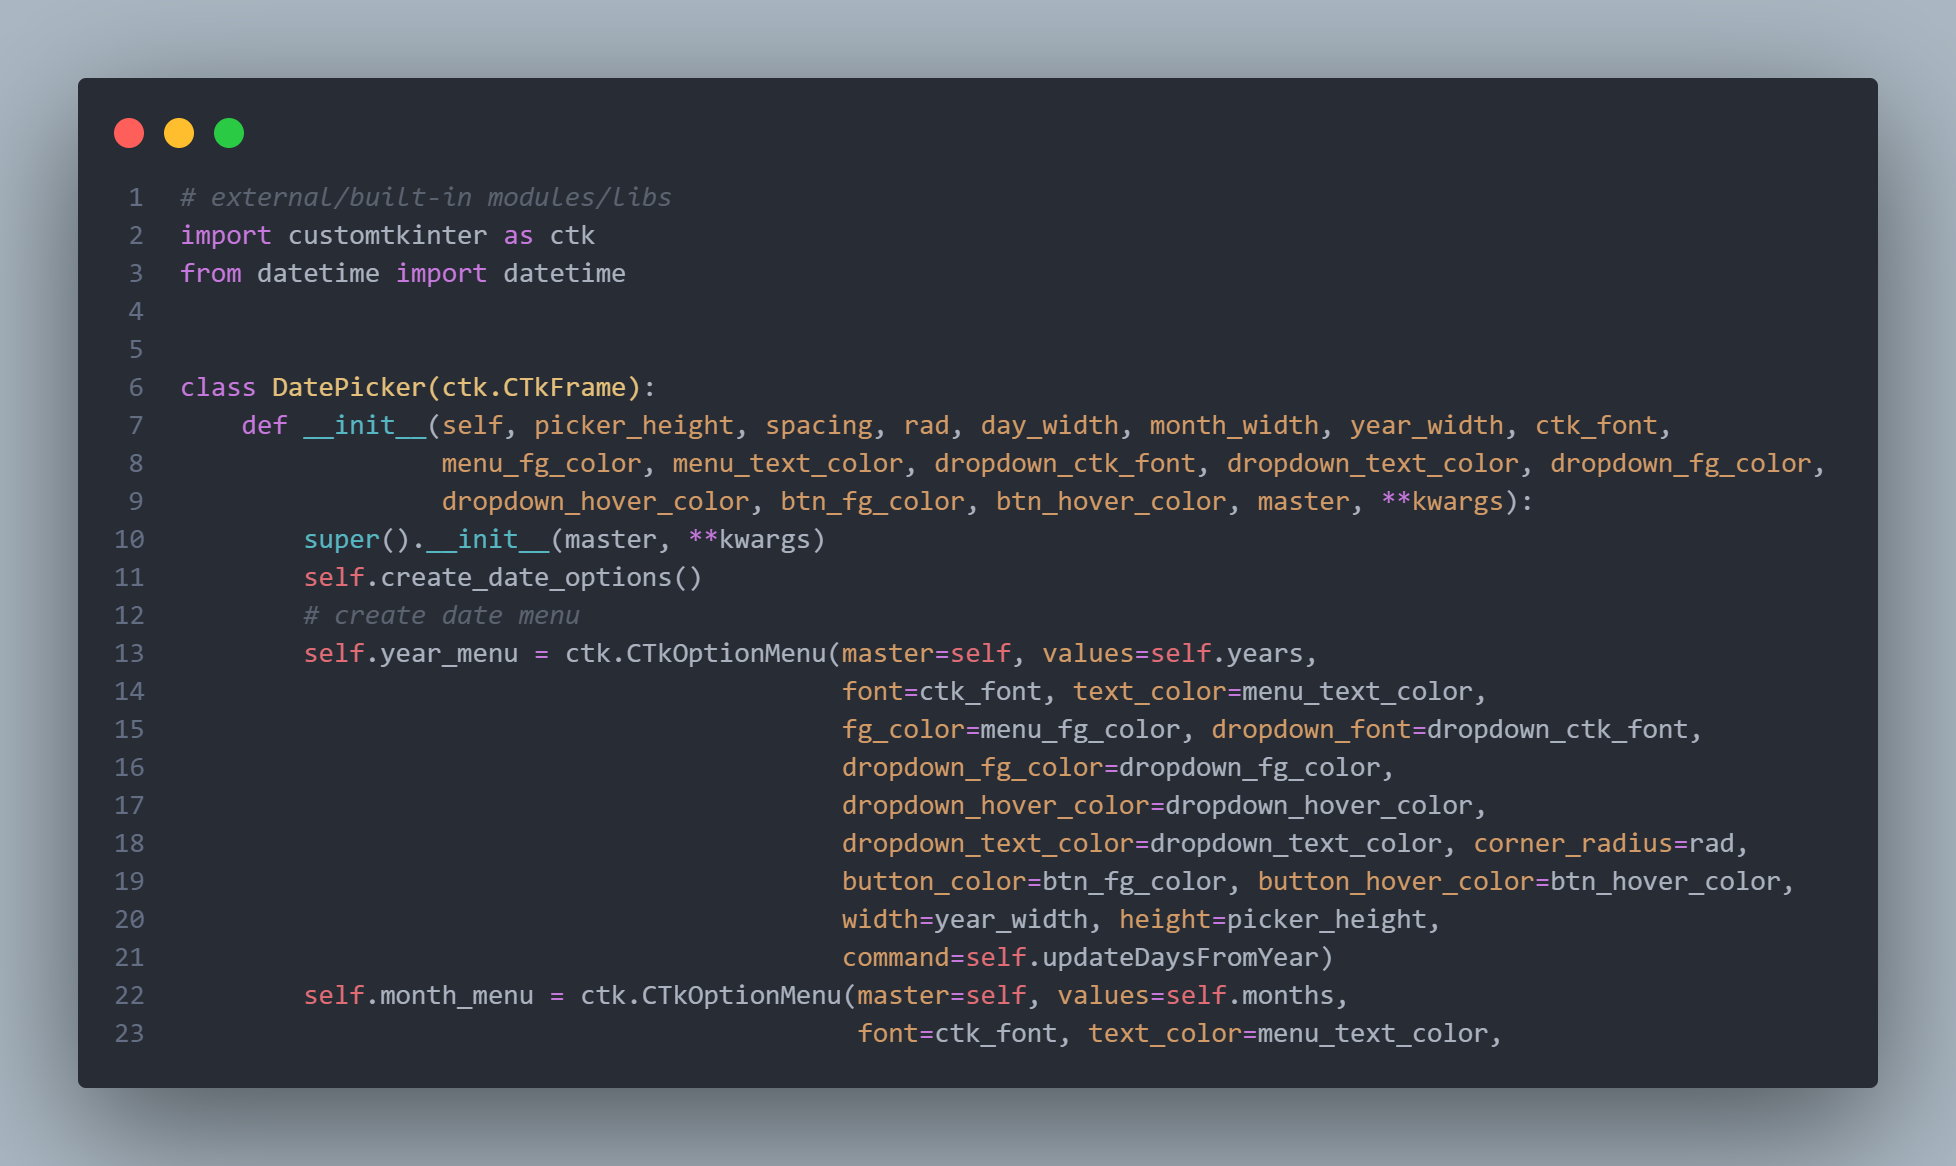 1 # external/built-in modules/libs
2 import customtkinter as ctk
3 from datetime import datetime
4
5
6 class DatePicker(ctk.CTkFrame):
7     def __init__(self, picker_height, spacing, rad, day_width, month_width, year_width, ctk_font,
8                  menu_fg_color, menu_text_color, dropdown_ctk_font, dropdown_text_color, dropdown_fg_color,
9                  dropdown_hover_color, btn_fg_color, btn_hover_color, master, **kwargs):
10         super().__init__(master, **kwargs)
11         self.create_date_options()
12         # create date menu
13         self.year_menu = ctk.CTkOptionMenu(master=self, values=self.years,
14                                            font=ctk_font, text_color=menu_text_color,
15                                            fg_color=menu_fg_color, dropdown_font=dropdown_ctk_font,
16                                            dropdown_fg_color=dropdown_fg_color,
17                                            dropdown_hover_color=dropdown_hover_color,
18                                            dropdown_text_color=dropdown_text_color, corner_radius=rad,
19                                            button_color=btn_fg_color, button_hover_color=btn_hover_color,
20                                            width=year_width, height=picker_height,
21                                            command=self.updateDaysFromYear)
22         self.month_menu = ctk.CTkOptionMenu(master=self, values=self.months,
23                                             font=ctk_font, text_color=menu_text_color,